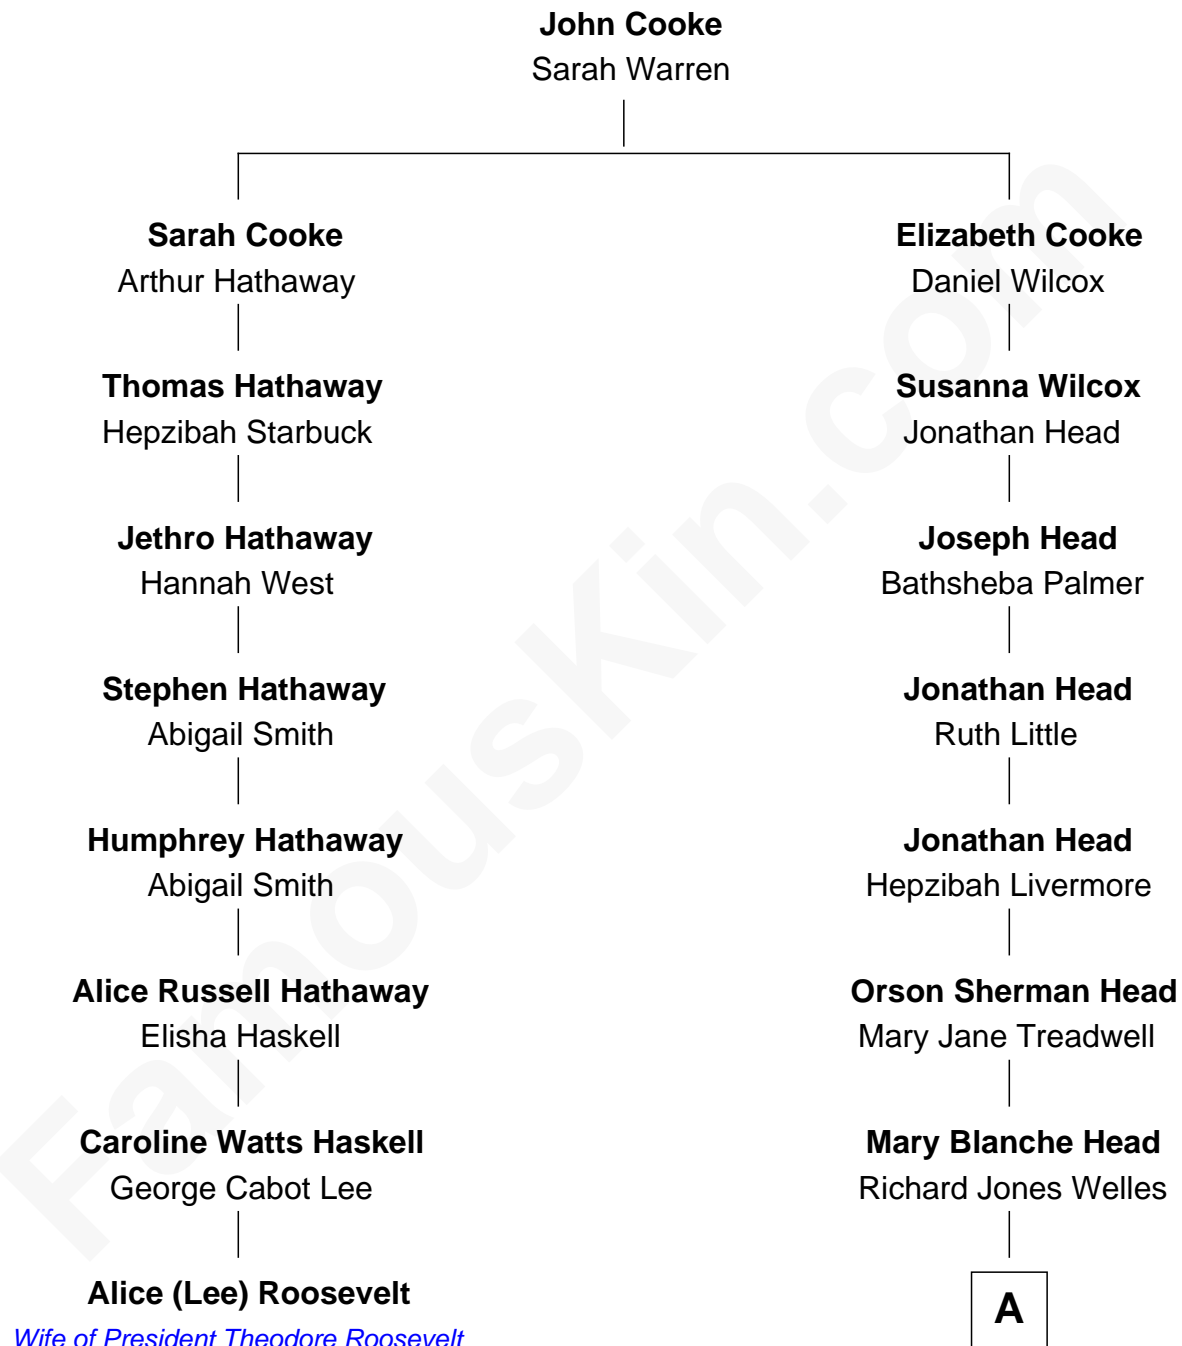 John Cooke
Sarah Warren
Sarah Cooke
Arthur Hathaway
Elizabeth Cooke
Daniel Wilcox
Thomas Hathaway
Hepzibah Starbuck
Susanna Wilcox
Jonathan Head
Jethro Hathaway
Hannah West
Joseph Head
Bathsheba Palmer
Stephen Hathaway
Abigail Smith
Jonathan Head
Ruth Little
Humphrey Hathaway
Abigail Smith
Jonathan Head
Hepzibah Livermore
Alice Russell Hathaway
Elisha Haskell
Orson Sherman Head
Mary Jane Treadwell
Caroline Watts Haskell
George Cabot Lee
Mary Blanche Head
Richard Jones Welles
Alice (Lee) Roosevelt
Wife of President Theodore Roosevelt
A
FamousKin.com